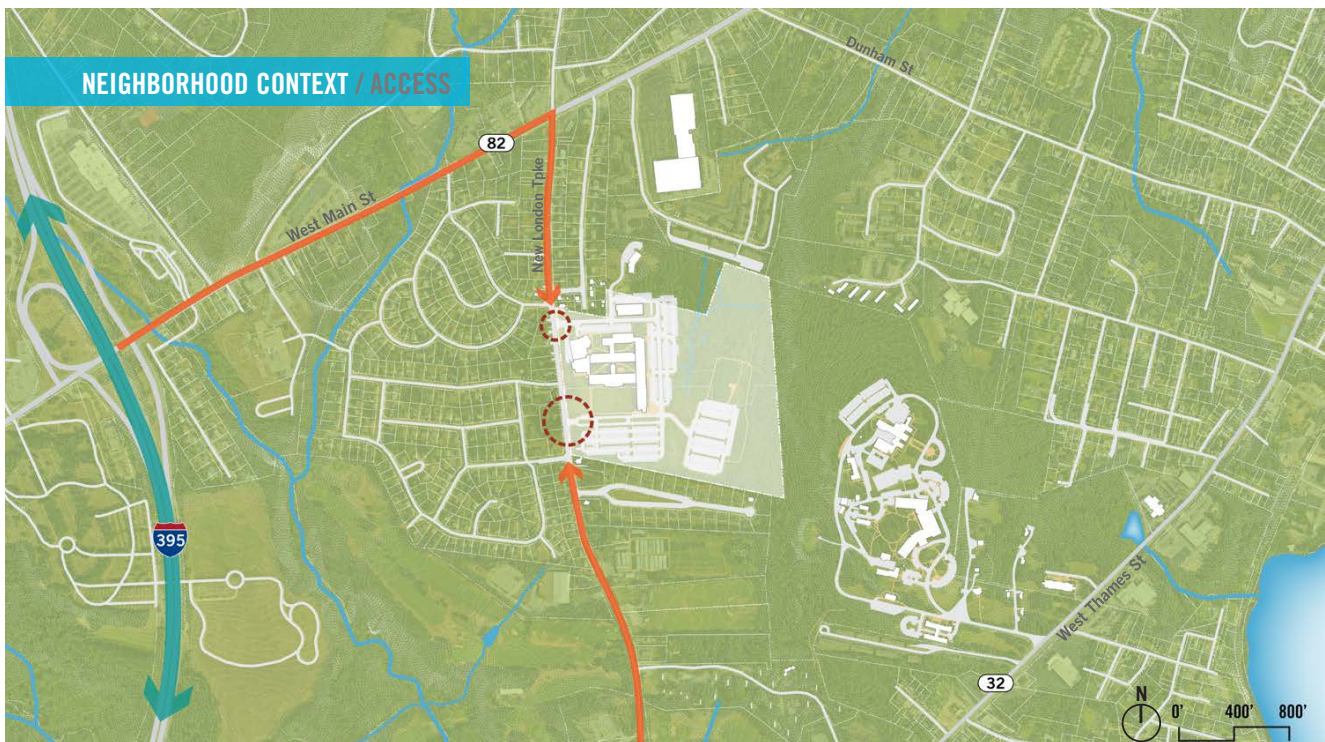 NEIGHBORHOOD CONTEXT / ACCESS
Dunham St
82
West Main St
New London Tpke
395
West Thames St
32
N
0' 400' 800'